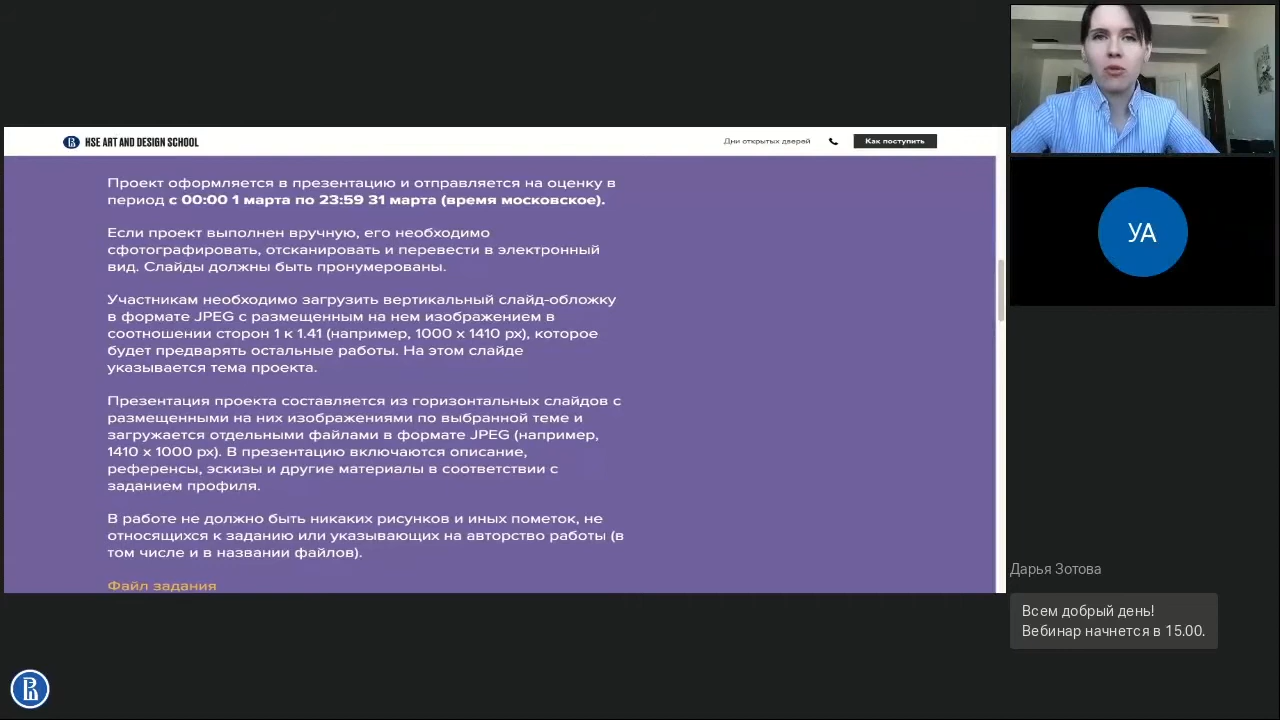 HSE ART AND DESIGN SCHOOL
Дни открытых дверей
Как поступить
Проект оформляется в презентацию и отправляется на оценку в
период с 00:00 1 марта по 23:59 31 марта (время московское).
Если проект выполнен вручную, его необходимо
сфотографировать, отсканировать и перевести в электронный
вид. Слайды должны быть пронумерованы.
Участникам необходимо загрузить вертикальный слайд-обложку
в формате JPEG с размещенным на нем изображением в
соотношении сторон 1 к 1.41 (например, 1000 х 1410 px), которое
будет предварять остальные работы. На этом слайде
указывается тема проекта.
Презентация проекта составляется из горизонтальных слайдов с
размещенными на них изображениями по выбранной теме и
загружается отдельными файлами в формате JPEG (например,
1410 х 1000 px). В презентацию включаются описание,
референсы, эскизы и другие материалы в соответствии с
заданием профиля.
В работе не должно быть никаких рисунков и иных пометок, не
относящихся к заданию или указывающих на авторство работы (в
том числе и в названии файлов).
Файл задания
УА
Дарья Зотова
Всем добрый день!
Вебинар начнется в 15.00.